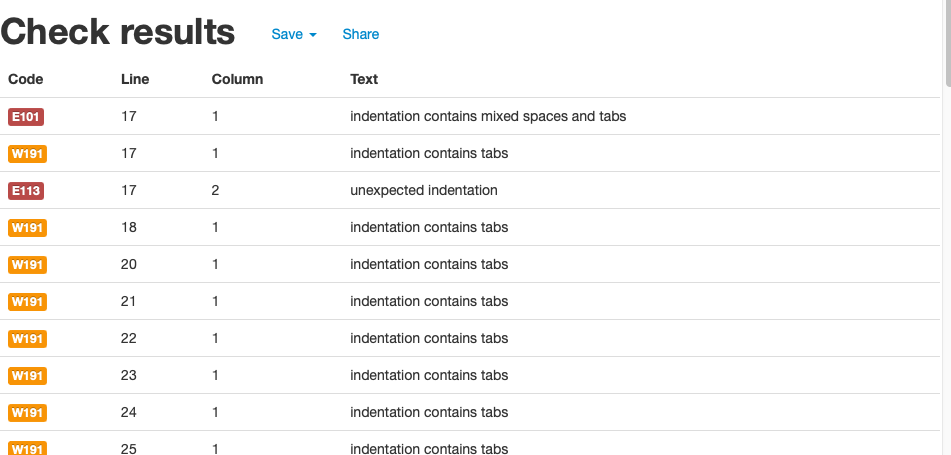 Check results Save Share
Code Line Column Text
E101 17 1 indentation contains mixed spaces and tabs
W191 17 1 indentation contains tabs
E113 17 2 unexpected indentation
W191 18 1 indentation contains tabs
W191 20 1 indentation contains tabs
W191 21 1 indentation contains tabs
W191 22 1 indentation contains tabs
W191 23 1 indentation contains tabs
W191 24 1 indentation contains tabs
W191 25 1 indentation contains tabs